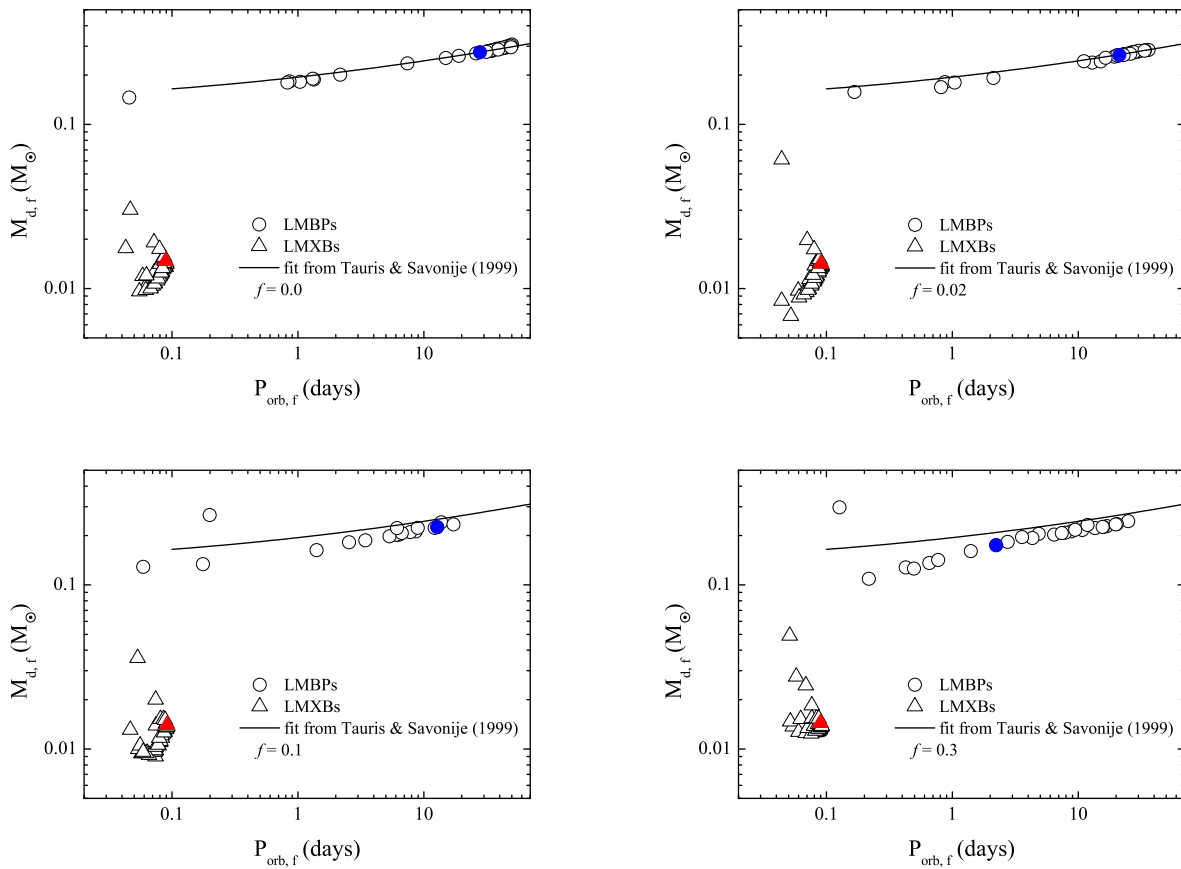 0.1
0.01
M_{d, f} (M_☉)
LMBPs
LMXBs
fit from Tauris & Savonije (1999)
f = 0.0
0.1 1 10
P_{orb, f} (days)
0.1
0.01
M_{d, f} (M_☉)
LMBPs
LMXBs
fit from Tauris & Savonije (1999)
f = 0.02
0.1 1 10
P_{orb, f} (days)
0.1
0.01
M_{d, f} (M_☉)
LMBPs
LMXBs
fit from Tauris & Savonije (1999)
f = 0.1
0.1 1 10
P_{orb, f} (days)
0.1
0.01
M_{d, f} (M_☉)
LMBPs
LMXBs
fit from Tauris & Savonije (1999)
f = 0.3
0.1 1 10
P_{orb, f} (days)